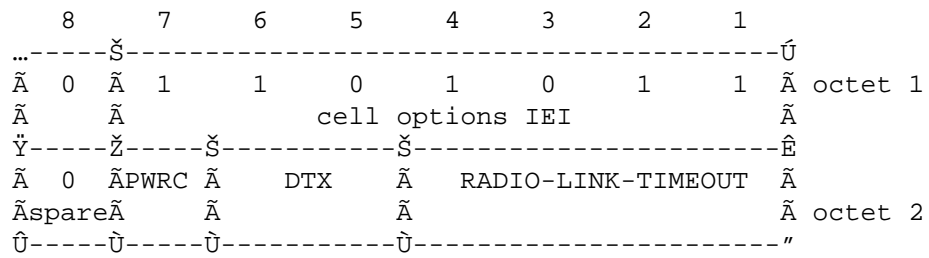 8 7 6 5 4 3 2 1
…-----Š------------------------------------------Ú
Ã 0 Ã 1 1 0 1 0 1 1 Ã octet 1
Ã Ã cell options IEI Ã
Ÿ-----Ž-----Š-----------Š------------------------Ê
Ã 0 ÃPWRC Ã DTX Ã RADIO-LINK-TIMEOUT Ã
ÃspareÃ Ã Ã Ã octet 2
Û-----Ù-----Ù-----------Ù-----------------------″